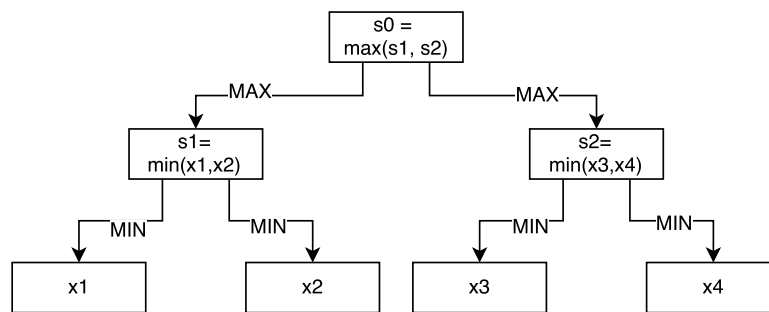 s0 =
max(s1, s2)
MAX
MAX
s1=
min(x1,x2)
s2=
min(x3,x4)
MIN
MIN
MIN
MIN
x1
x2
x3
x4